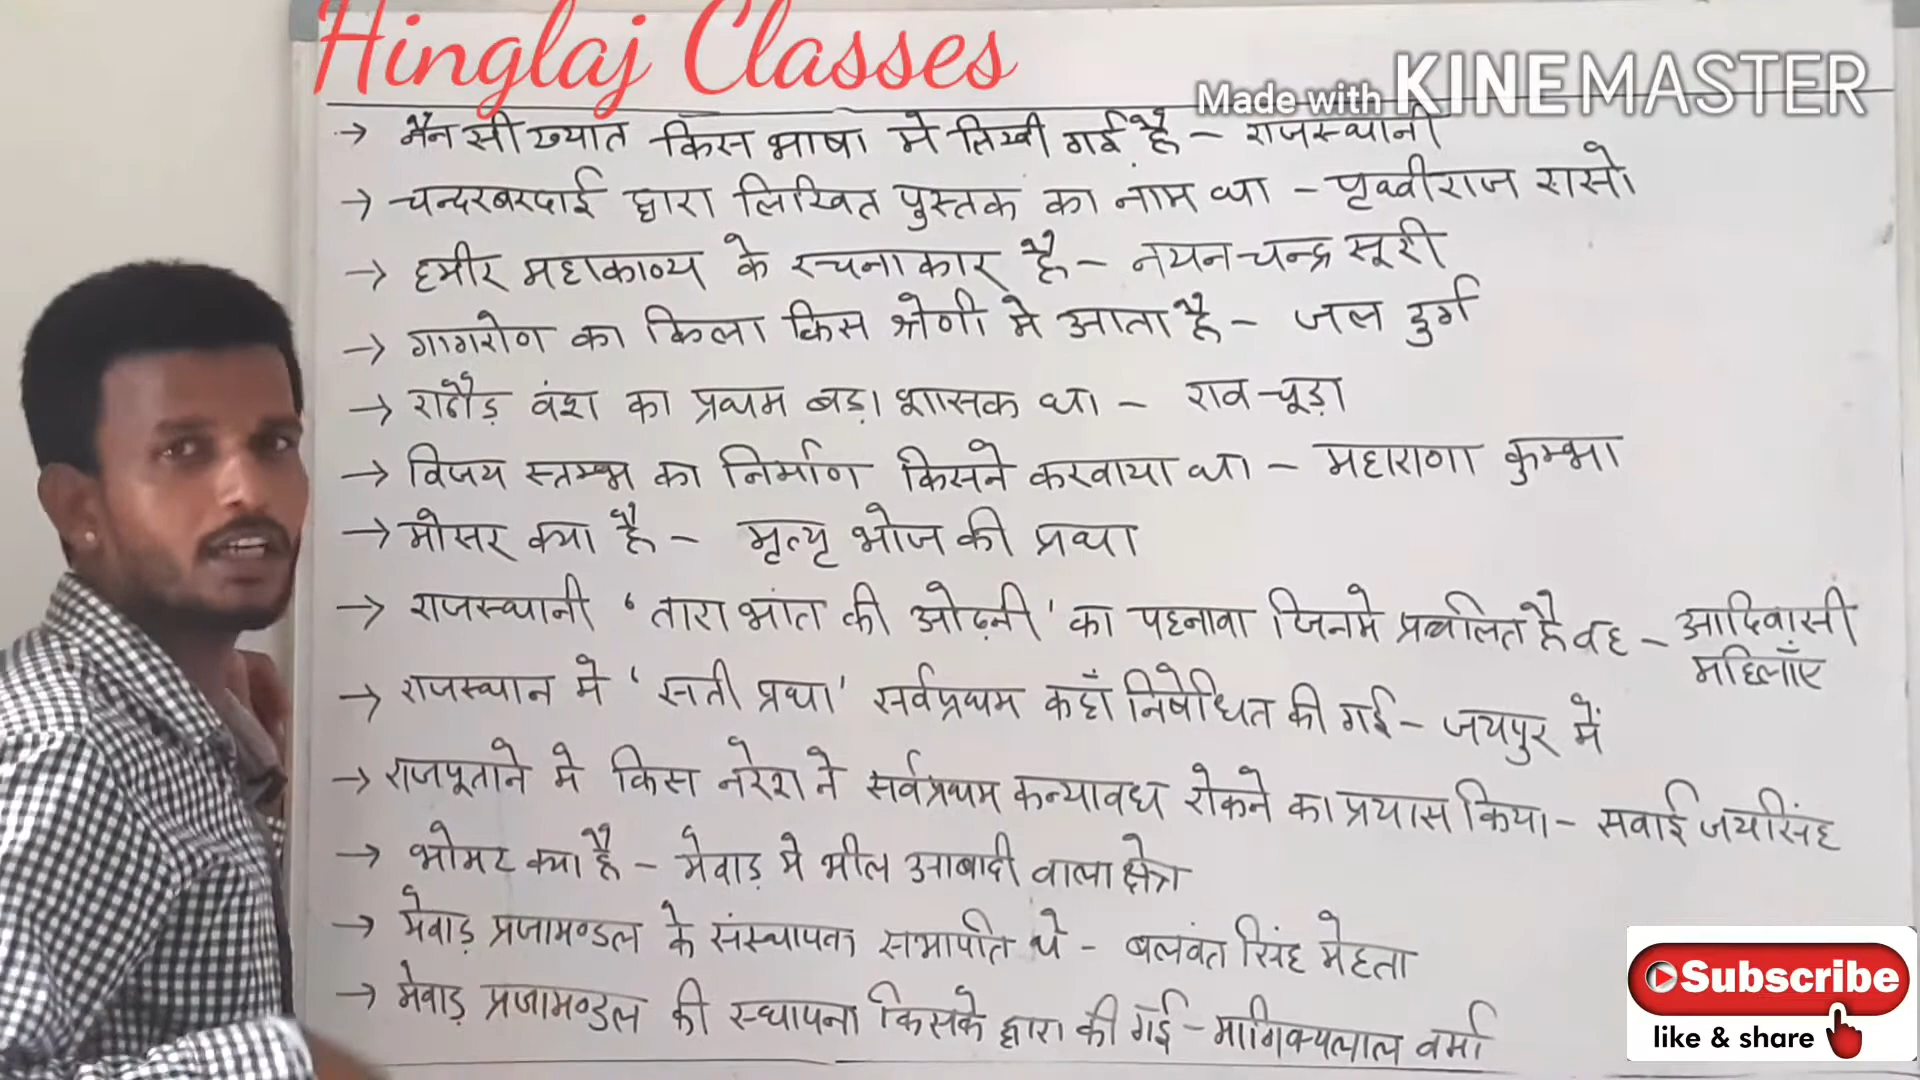 Hinglaj Classes
Made with KINEMASTER
→ नैनसी ख्यात किस भाषा मे लिखी गई है - राजस्थानी
→ चन्दरबरदाई द्वारा लिखित पुस्तक का नाम था - पृथ्वीराज रासो
→ हमीर महाकाव्य के रचनाकार है - नयनचन्द्र सूरी
→ गागरोण का किला किस श्रेणी मे आता है - जल दुर्ग
→ राठौड़ वंश का प्रथम बड़ा शासक था - राव चूड़ा
→ विजय स्तम्भ का निर्माण किसने करवाया था - महाराणा कुम्भा
→ मोसर क्या है - मृत्यृ भोज की प्रथा
→ राजस्थानी 'तारा भांत की ओढ़नी' का पहनावा जिनमे प्रचलित है वह - आदिवासी
महिलाँए
→ राजस्थान मे 'सती प्रथा' सर्वप्रथम कहाँ निषेधित की गई - जयपुर में
→ राजपूताने मे किस नरेश ने सर्वप्रथम कन्यावध रोकने का प्रयास किया - सवाई जयसिंह
→ भोमट क्या है - मेवाड़ मे भील आबादी वाला क्षेत्र
→ मेवाड़ प्रजामण्डल के संस्थापक सभापति थे - बलवंत सिंह मेहता
→ मेवाड़ प्रजामण्डल की स्थापना किसके द्वारा की गई - माणिक्यलाल वर्मा
Subscribe
like & share